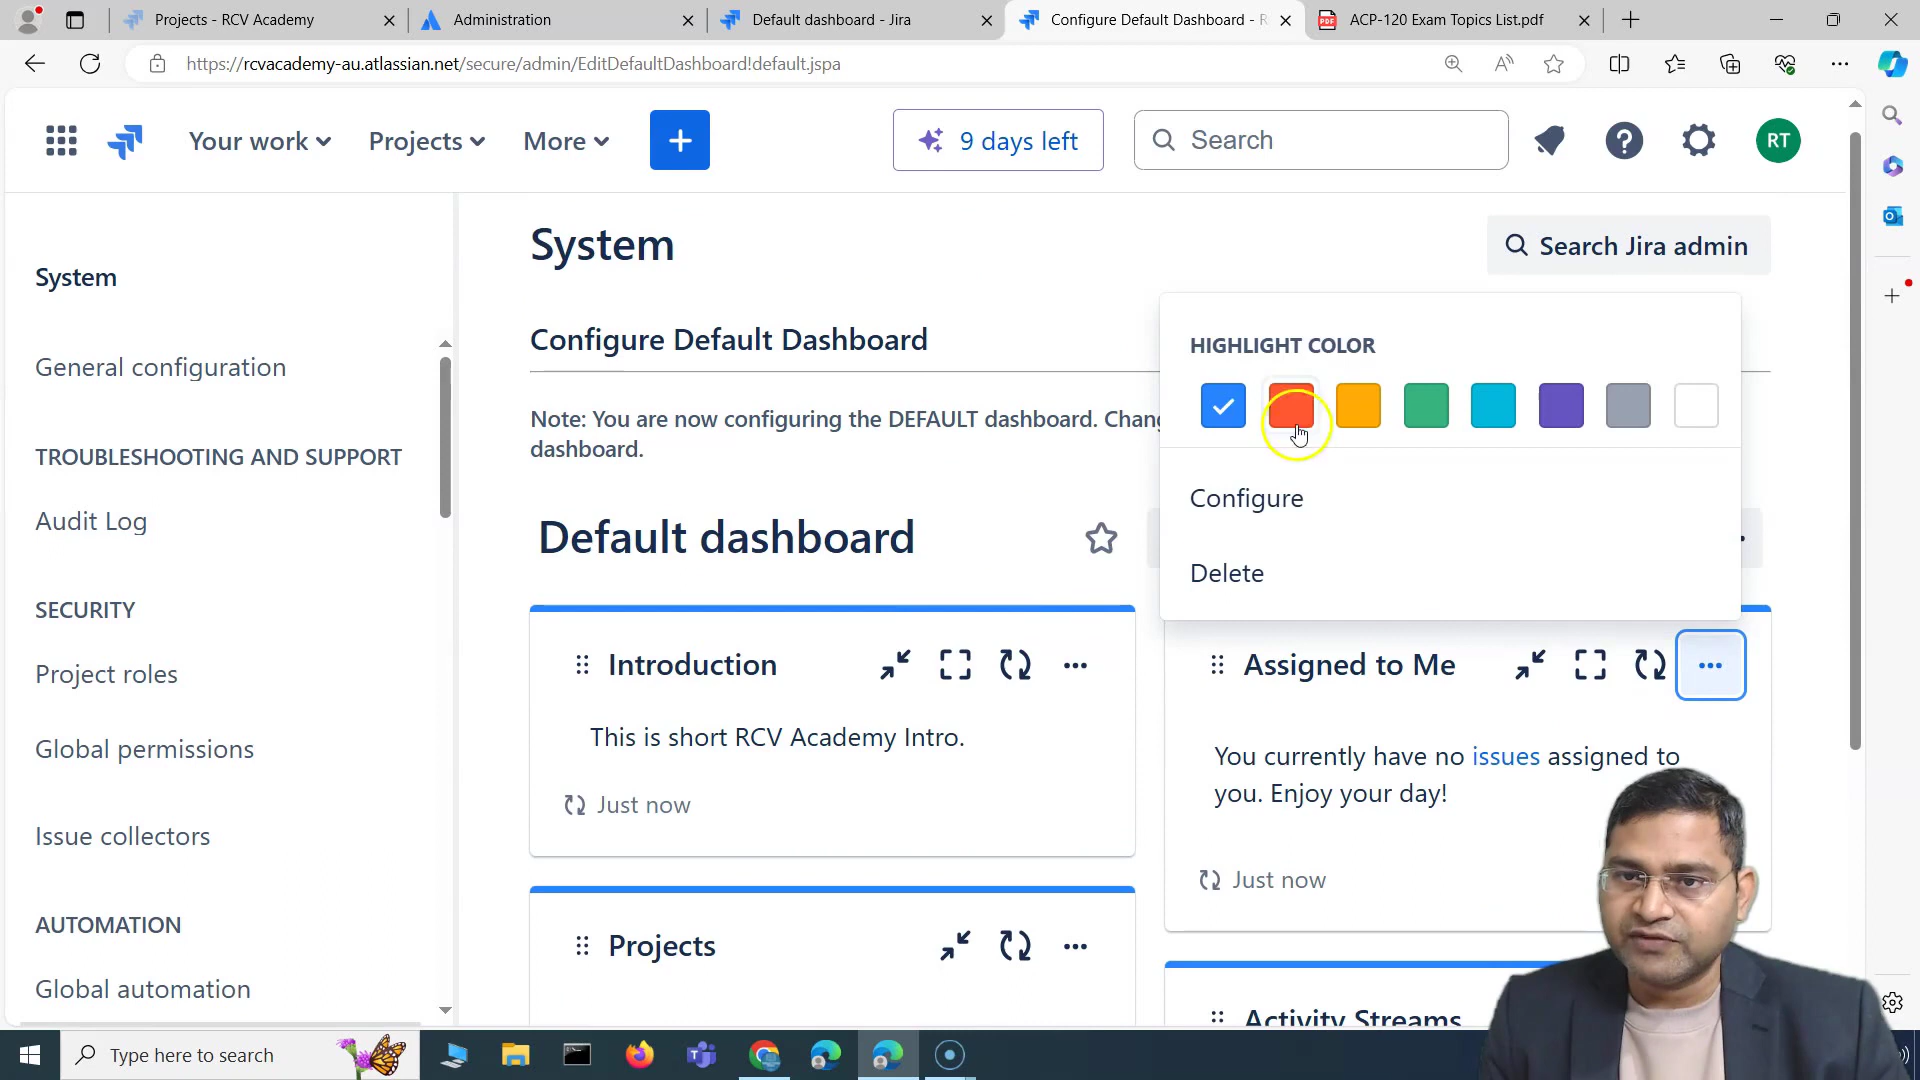 Projects - RCV Academy
Administration
Default dashboard - Jira
Configure Default Dashboard - R
ACP-120 Exam Topics List.pdf
https://rcvacademy-au.atlassian.net/secure/admin/EditDefaultDashboard!default.jspa
Your work
Projects
More
9 days left
Search
RT
System
Search Jira admin
System
General configuration
TROUBLESHOOTING AND SUPPORT
Audit Log
SECURITY
Project roles
Global permissions
Issue collectors
AUTOMATION
Global automation
Configure Default Dashboard
Note: You are now configuring the DEFAULT dashboard. Chang
dashboard.
HIGHLIGHT COLOR
Configure
Delete
Default dashboard
Introduction
This is short RCV Academy Intro.
Just now
Assigned to Me
You currently have no issues assigned to
you. Enjoy your day!
Just now
Projects
Activity Streams
Type here to search